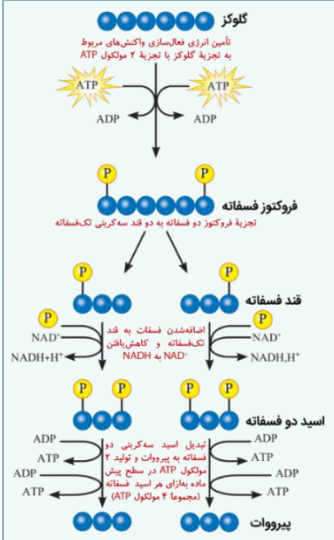 گلوکز
تأمین انرژی فعال‌سازی واکنش‌های مربوط
به تجزیهٔ گلوکز با تجزیهٔ ۲ مولکول ATP
ATP ATP
ADP ADP
P P
فروکتوز فسفاته
تجزیهٔ فروکتوز دو فسفاته به دو قند سه‌کربنی تک‌فسفاته
P P
قند فسفاته
P P
اضافه‌شدن فسفات به قند
تک‌فسفاته و کاهش‌یافتن
NAD⁺ به NADH
NAD⁺ NAD⁺
NADH+H⁺ NADH,H⁺
P P P P
اسید دو فسفاته
ADP ADP
ATP ATP
ADP ADP
ATP ATP
تبدیل اسید سه‌کربنی دو
فسفاته به پیرووات و تولید ۲
مولکول ATP در سطح پیش
ماده به‌ازای هر اسید فسفاته
(مجموعا ۴ مولکول ATP)
پیرووات